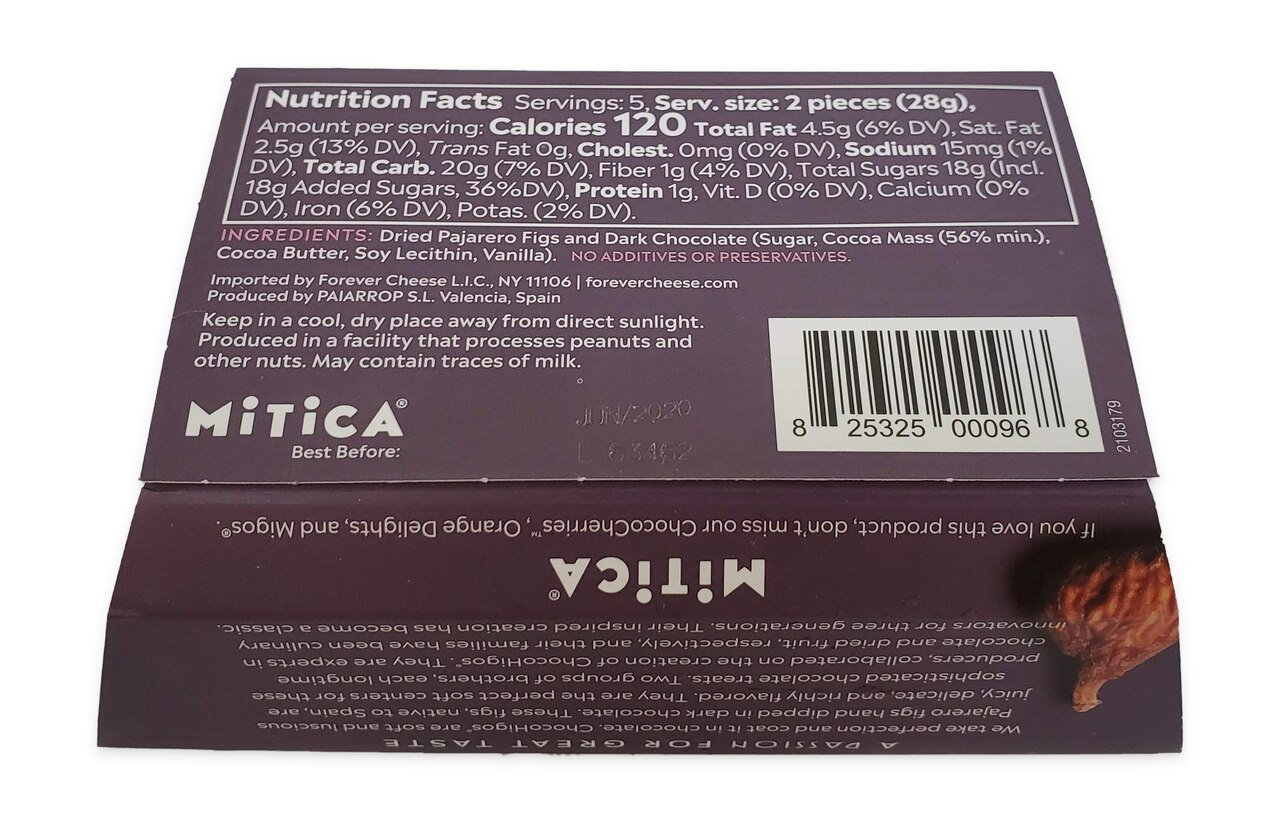 Nutrition Facts Servings: 5, Serv. size: 2 pieces (28g),
Amount per serving: Calories 120 Total Fat 4.5g (6% DV), Sat. Fat
2.5g (13% DV), Trans Fat 0g, Cholest. 0mg (0% DV), Sodium 15mg (1%
DV), Total Carb. 20g (7% DV), Fiber 1g (4% DV), Total Sugars 18g (Incl.
18g Added Sugars, 36%DV), Protein 1g, Vit. D (0% DV), Calcium (0%
DV), Iron (6% DV), Potas. (2% DV).
INGREDIENTS: Dried Pajarero Figs and Dark Chocolate (Sugar, Cocoa Mass (56% min.),
Cocoa Butter, Soy Lecithin, Vanilla). NO ADDITIVES OR PRESERVATIVES.
Imported by Forever Cheese L.I.C., NY 11106 | forevercheese.com
Produced by PAIARROP S.L. Valencia, Spain
Keep in a cool, dry place away from direct sunlight.
Produced in a facility that processes peanuts and
other nuts. May contain traces of milk.
MiTiCA®
Best Before:
JUN/2020
L 63462
8 25325 00096 8
2103179
A PASSION FOR GREAT TASTE
We take perfection and coat it in chocolate. ChocoHigos® are soft and luscious
Pajarero figs hand dipped in dark chocolate. These figs, native to Spain, are
juicy, delicate, and richly flavored. They are the perfect soft centers for these
sophisticated chocolate treats. Two groups of brothers, each longtime
producers, collaborated on the creation of ChocoHigos®. They are experts in
chocolate and dried fruit, respectively, and their families have been culinary
innovators for three generations. Their inspired creation has become a classic.
MiTiCA®
If you love this product, don't miss our ChocoCherries™, Orange Delights, and Migos®.